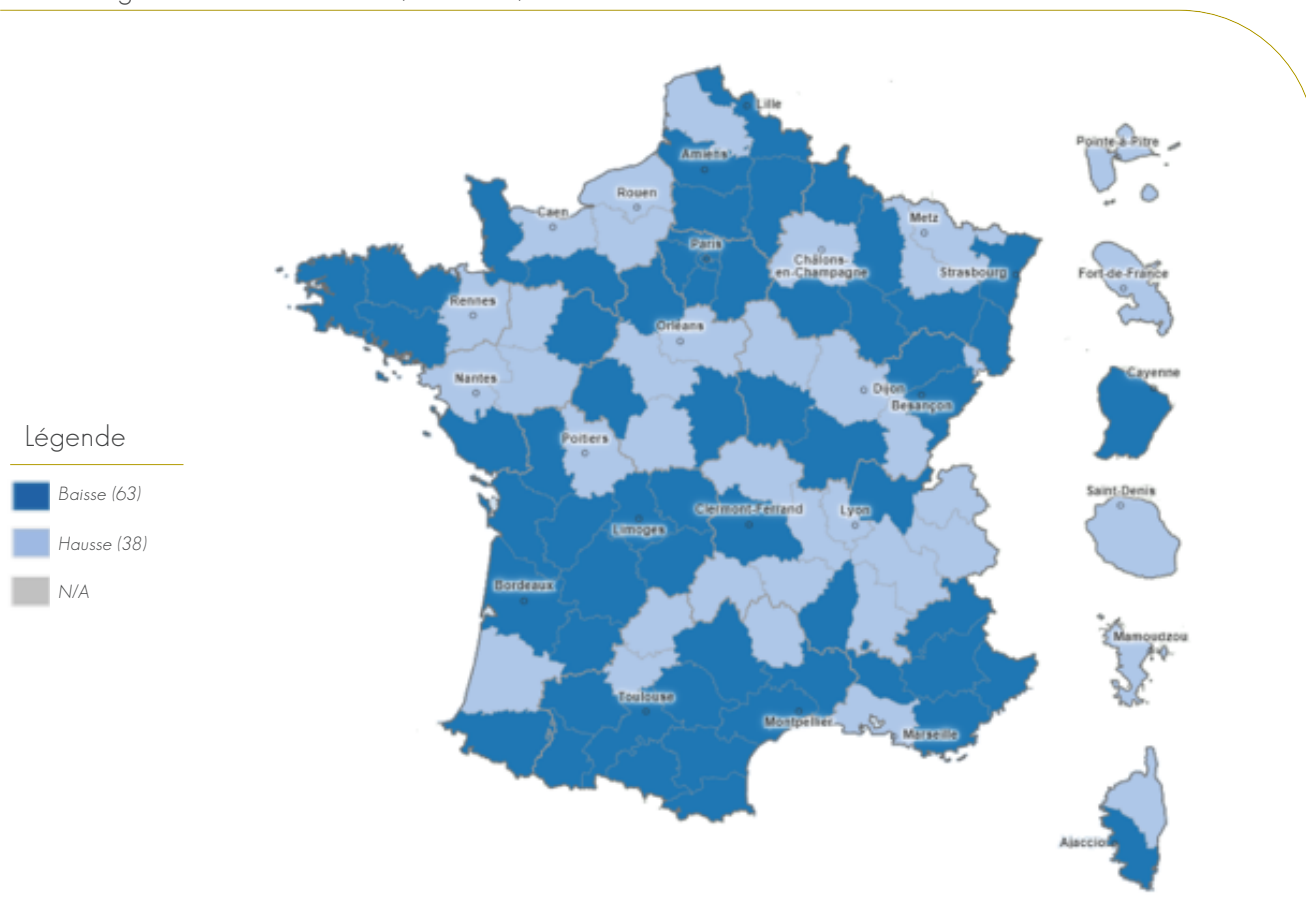 Lille
Amiens
Rouen
Caen
Metz
Paris
Châlons-
en-Champagne
Strasbourg
Rennes
Orléans
Nantes
Dijon
Besançon
Poitiers
Clermont-Ferrand
Lyon
Limoges
Bordeaux
Toulouse
Montpellier
Marseille
Pointe-à-Pitre
Fort-de-France
Cayenne
Saint-Denis
Mamoudzou
Ajaccio
Légende
Baisse (63)
Hausse (38)
N/A